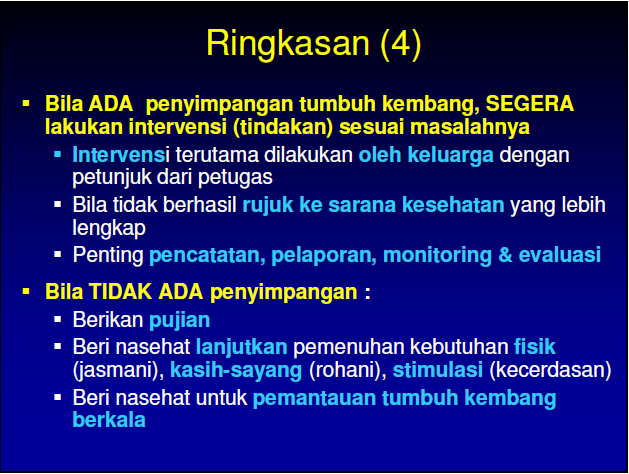 Ringkasan (4)
▪ Bila ADA penyimpangan tumbuh kembang, SEGERA
lakukan intervensi (tindakan) sesuai masalahnya
▪ Intervensi terutama dilakukan oleh keluarga dengan
petunjuk dari petugas
▪ Bila tidak berhasil rujuk ke sarana kesehatan yang lebih
lengkap
▪ Penting pencatatan, pelaporan, monitoring & evaluasi
▪ Bila TIDAK ADA penyimpangan :
▪ Berikan pujian
▪ Beri nasehat lanjutkan pemenuhan kebutuhan fisik
(jasmani), kasih-sayang (rohani), stimulasi (kecerdasan)
▪ Beri nasehat untuk pemantauan tumbuh kembang
berkala